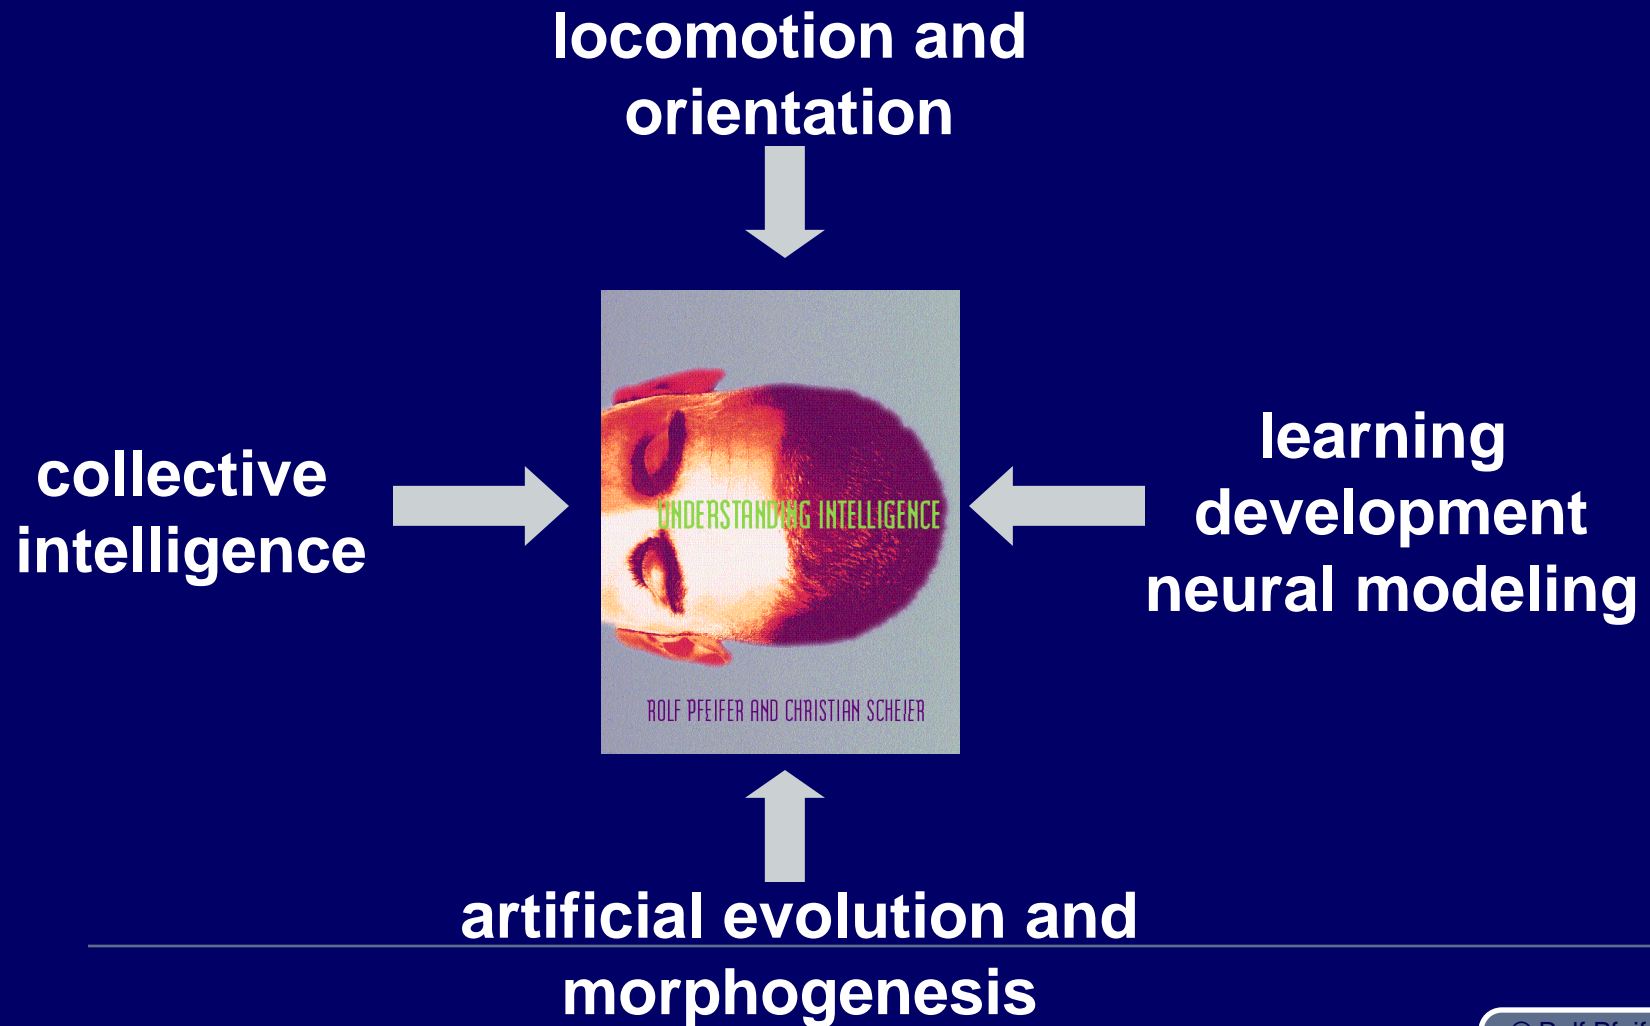 locomotion and
orientation
collective
intelligence
UNDERSTANDING INTELLIGENCE
learning
development
neural modeling
ROLF PFEIFER AND CHRISTIAN SCHEIER
artificial evolution and
morphogenesis